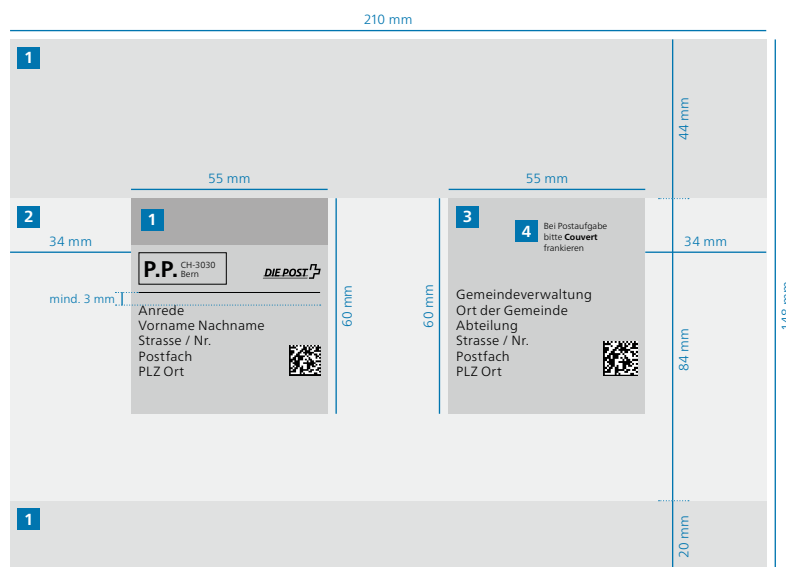 210 mm
1
44 mm
55 mm
55 mm
2
1
3
4
Bei Postaufgabe
bitte Couvert
frankieren
34 mm
34 mm
P.P.
CH-3030
Bern
DIE POST
mind. 3 mm
60 mm
60 mm
148 mm
Anrede
Vorname Nachname
Strasse / Nr.
Postfach
PLZ Ort
Gemeindeverwaltung
Ort der Gemeinde
Abteilung
Strasse / Nr.
Postfach
PLZ Ort
84 mm
1
20 mm